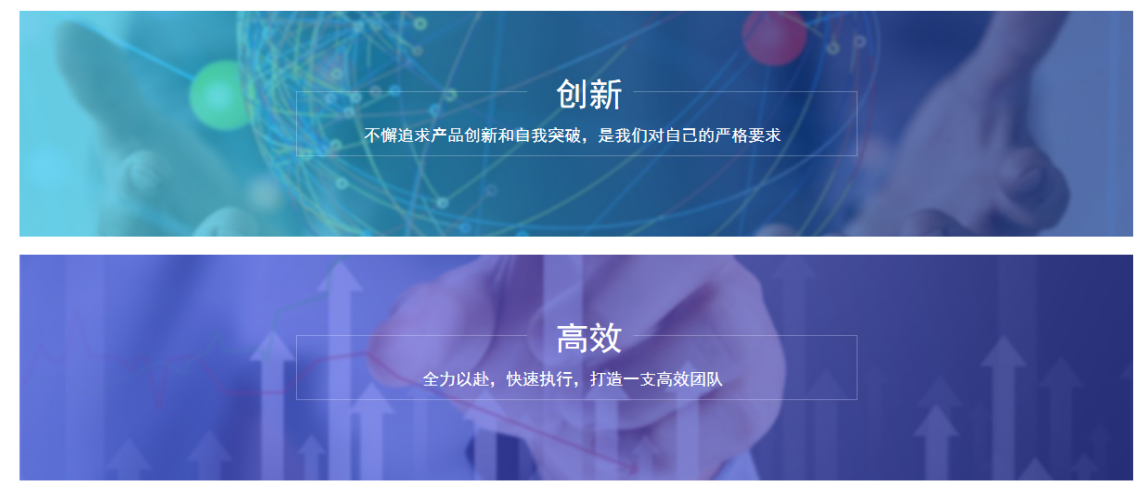 创新
不懈追求产品创新和自我突破，是我们对自己的严格要求
高效
全力以赴，快速执行，打造一支高效团队